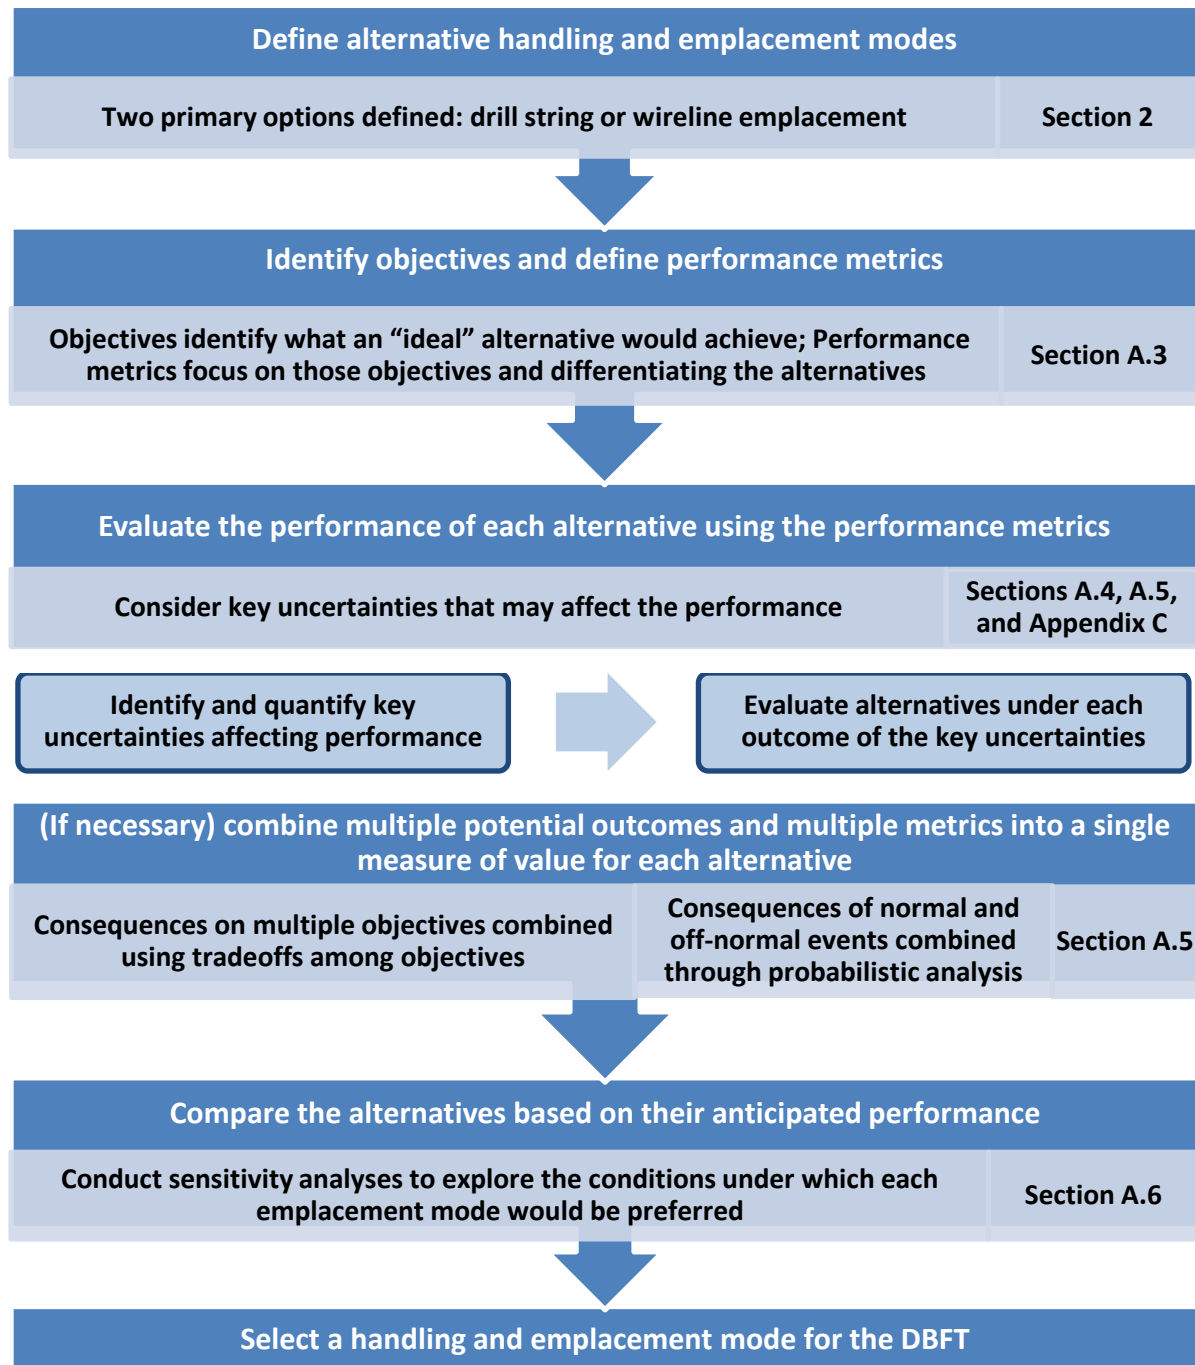 Define alternative handling and emplacement modes
Two primary options defined: drill string or wireline emplacement
Section 2
Identify objectives and define performance metrics
Objectives identify what an “ideal” alternative would achieve; Performance
metrics focus on those objectives and differentiating the alternatives
Section A.3
Evaluate the performance of each alternative using the performance metrics
Consider key uncertainties that may affect the performance
Sections A.4, A.5,
and Appendix C
Identify and quantify key
uncertainties affecting performance
Evaluate alternatives under each
outcome of the key uncertainties
(If necessary) combine multiple potential outcomes and multiple metrics into a single
measure of value for each alternative
Consequences on multiple objectives combined
using tradeoffs among objectives
Consequences of normal and
off-normal events combined
through probabilistic analysis
Section A.5
Compare the alternatives based on their anticipated performance
Conduct sensitivity analyses to explore the conditions under which each
emplacement mode would be preferred
Section A.6
Select a handling and emplacement mode for the DBFT